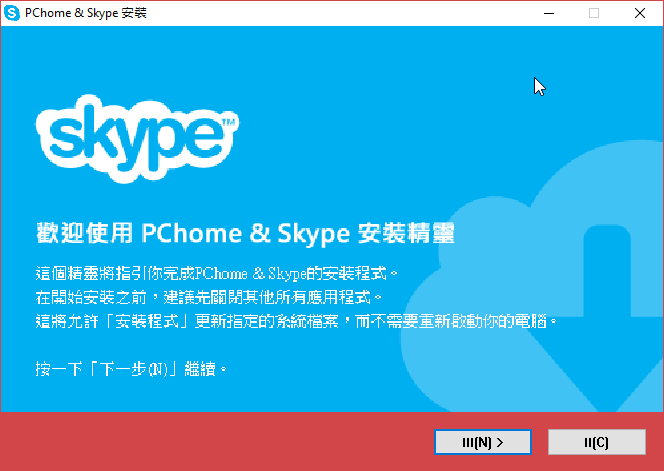 PChome & Skype 安裝
skype™
歡迎使用 PChome & Skype 安裝精靈
這個精靈將指引你完成PChome & Skype的安裝程式。
在開始安裝之前，建議先關閉其他所有應用程式。
這將允許「安裝程式」更新指定的系統檔案，而不需要重新啟動你的電腦。
按一下「下一步(N)」繼續。
III(N) >
II(C)